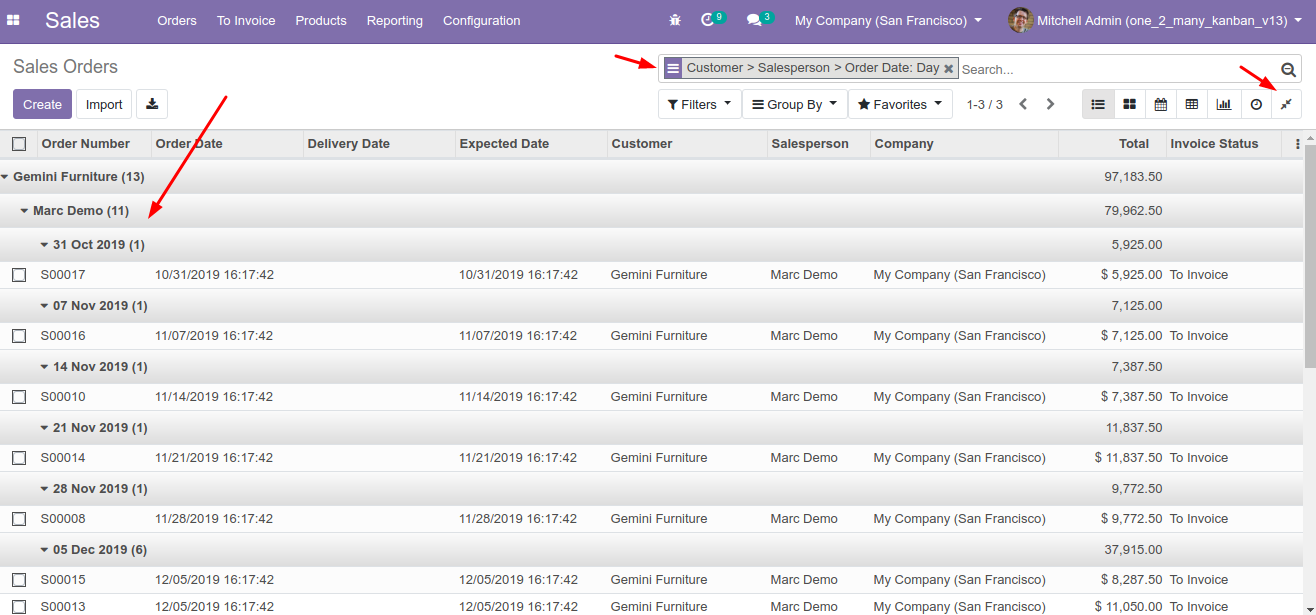 Sales Orders To Invoice Products Reporting Configuration 9 3 My Company (San Francisco) Mitchell Admin (one_2_many_kanban_v13)
Sales Orders
Customer > Salesperson > Order Date: Day Search...
Create Import Filters Group By Favorites 1-3 / 3
Order Number Order Date Delivery Date Expected Date Customer Salesperson Company Total Invoice Status
Gemini Furniture (13) 97,183.50
Marc Demo (11) 79,962.50
31 Oct 2019 (1) 5,925.00
S00017 10/31/2019 16:17:42 10/31/2019 16:17:42 Gemini Furniture Marc Demo My Company (San Francisco) $ 5,925.00 To Invoice
07 Nov 2019 (1) 7,125.00
S00016 11/07/2019 16:17:42 11/07/2019 16:17:42 Gemini Furniture Marc Demo My Company (San Francisco) $ 7,125.00 To Invoice
14 Nov 2019 (1) 7,387.50
S00010 11/14/2019 16:17:42 11/14/2019 16:17:42 Gemini Furniture Marc Demo My Company (San Francisco) $ 7,387.50 To Invoice
21 Nov 2019 (1) 11,837.50
S00014 11/21/2019 16:17:42 11/21/2019 16:17:42 Gemini Furniture Marc Demo My Company (San Francisco) $ 11,837.50 To Invoice
28 Nov 2019 (1) 9,772.50
S00008 11/28/2019 16:17:42 11/28/2019 16:17:42 Gemini Furniture Marc Demo My Company (San Francisco) $ 9,772.50 To Invoice
05 Dec 2019 (6) 37,915.00
S00015 12/05/2019 16:17:42 12/05/2019 16:17:42 Gemini Furniture Marc Demo My Company (San Francisco) $ 8,287.50 To Invoice
S00013 12/05/2019 16:17:42 12/05/2019 16:17:42 Gemini Furniture Marc Demo My Company (San Francisco) $ 11,050.00 To Invoice